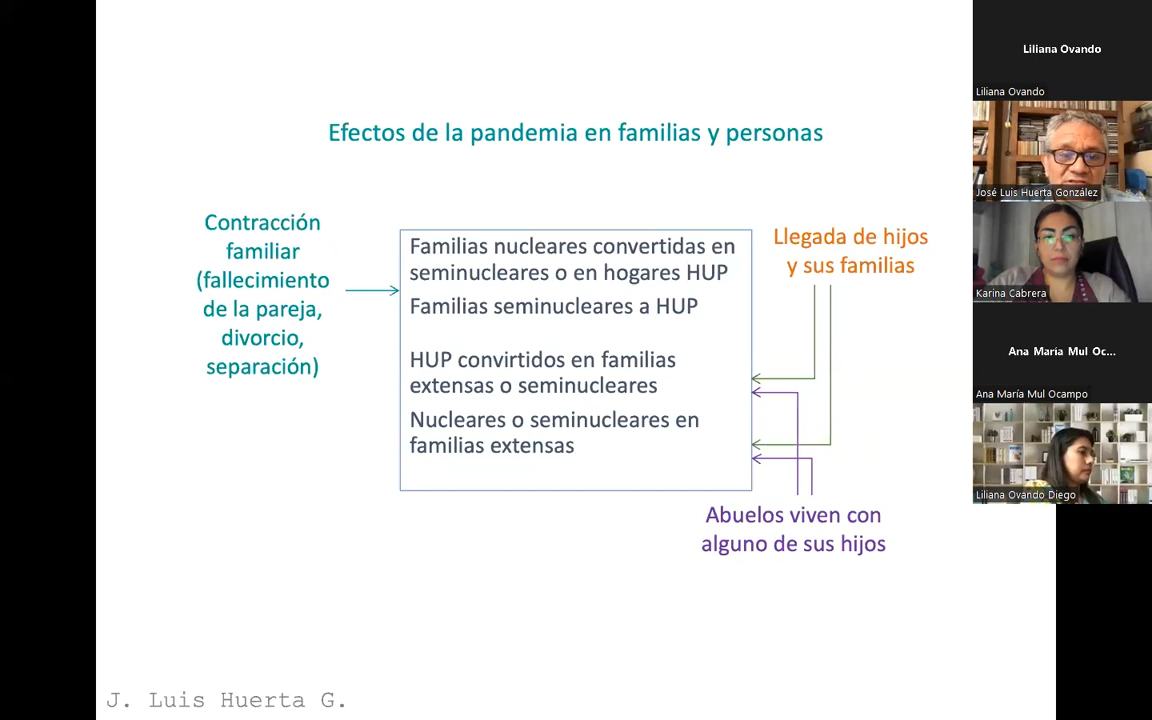 Efectos de la pandemia en familias y personas
Contracción
familiar
(fallecimiento
de la pareja,
divorcio,
separación)
Familias nucleares convertidas en
seminucleares o en hogares HUP
Familias seminucleares a HUP
HUP convirtidos en familias
extensas o seminucleares
Nucleares o seminucleares en
familias extensas
Llegada de hijos
y sus familias
Abuelos viven con
alguno de sus hijos
J. Luis Huerta G.
Liliana Ovando
Liliana Ovando
José Luis Huerta González
Karina Cabrera
Ana María Mul Oc...
Ana María Mul Ocampo
Liliana Ovando Diego